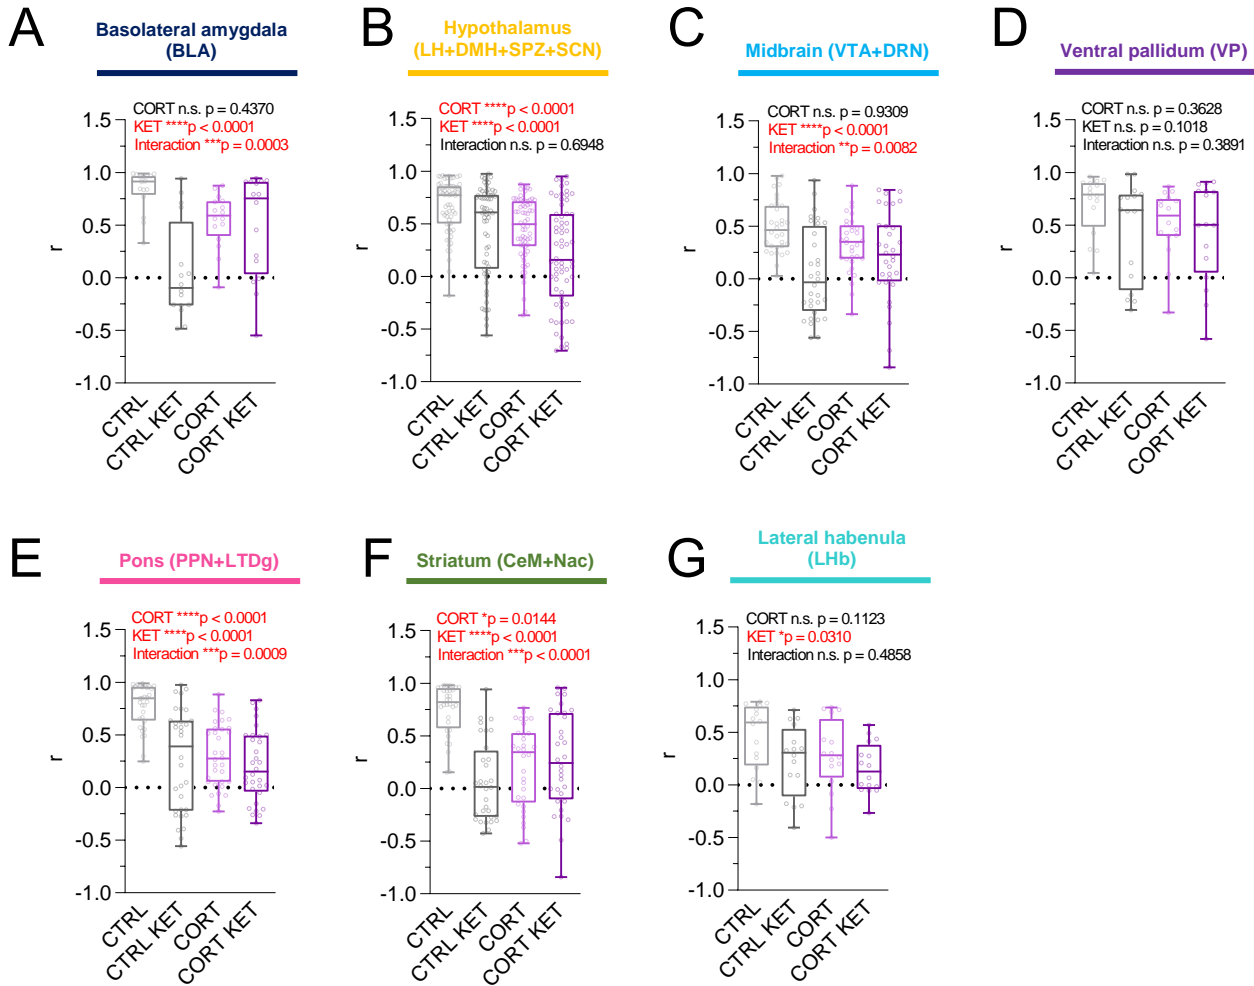 A
Basolateral amygdala
(BLA)
CORT n.s. p = 0.4370
KET ****p < 0.0001
Interaction ***p = 0.0003
1.5
1.0
0.5
0.0
-0.5
-1.0
r
CTRL
CTRL KET
CORT
CORT KET
B
Hypothalamus
(LH+DMH+SPZ+SCN)
CORT ****p < 0.0001
KET ****p < 0.0001
Interaction n.s. p = 0.6948
1.5
1.0
0.5
0.0
-0.5
-1.0
r
CTRL
CTRL KET
CORT
CORT KET
C
Midbrain (VTA+DRN)
CORT n.s. p = 0.9309
KET ****p < 0.0001
Interaction **p = 0.0082
1.5
1.0
0.5
0.0
-0.5
-1.0
r
CTRL
CTRL KET
CORT
CORT KET
D
Ventral pallidum (VP)
CORT n.s. p = 0.3628
KET n.s. p = 0.1018
Interaction n.s. p = 0.3891
1.5
1.0
0.5
0.0
-0.5
-1.0
r
CTRL
CTRL KET
CORT
CORT KET
E
Pons (PPN+LTDg)
CORT ****p < 0.0001
KET ****p < 0.0001
Interaction ***p = 0.0009
1.5
1.0
0.5
0.0
-0.5
-1.0
r
CTRL
CTRL KET
CORT
CORT KET
F
Striatum (CeM+Nac)
CORT *p = 0.0144
KET ****p < 0.0001
Interaction ***p < 0.0001
1.5
1.0
0.5
0.0
-0.5
-1.0
r
CTRL
CTRL KET
CORT
CORT KET
G
Lateral habenula
(LHb)
CORT n.s. p = 0.1123
KET *p = 0.0310
Interaction n.s. p = 0.4858
1.5
1.0
0.5
0.0
-0.5
-1.0
r
CTRL
CTRL KET
CORT
CORT KET